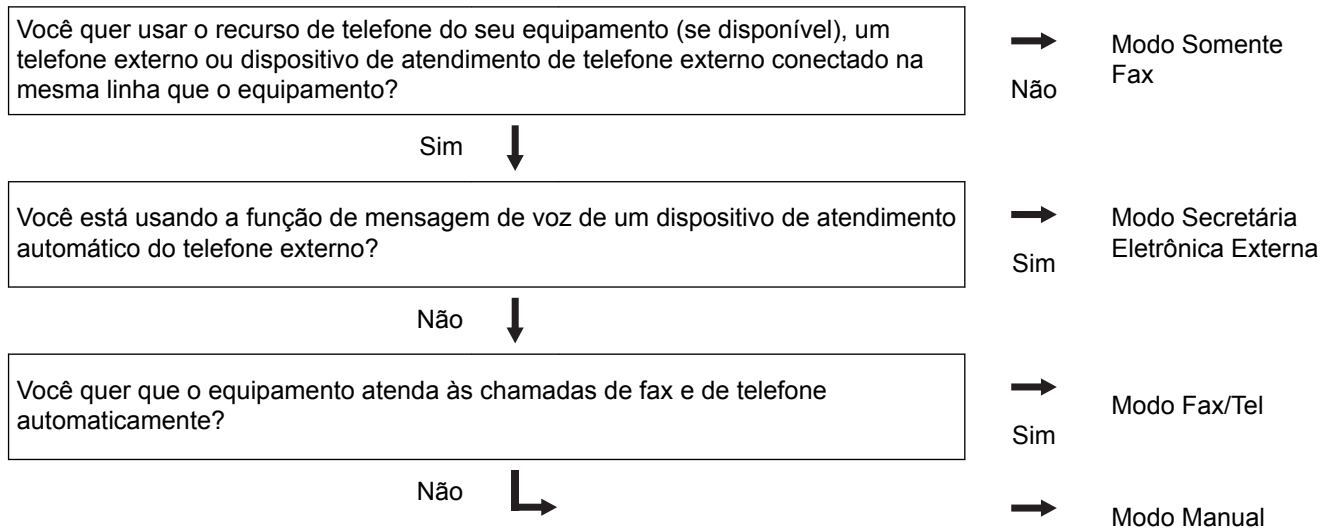 Você quer usar o recurso de telefone do seu equipamento (se disponível), um
telefone externo ou dispositivo de atendimento de telefone externo conectado na
mesma linha que o equipamento?
Não
Modo Somente
Fax
Sim
Você está usando a função de mensagem de voz de um dispositivo de atendimento
automático do telefone externo?
Sim
Modo Secretária
Eletrônica Externa
Não
Você quer que o equipamento atenda às chamadas de fax e de telefone
automaticamente?
Sim
Modo Fax/Tel
Não
Modo Manual